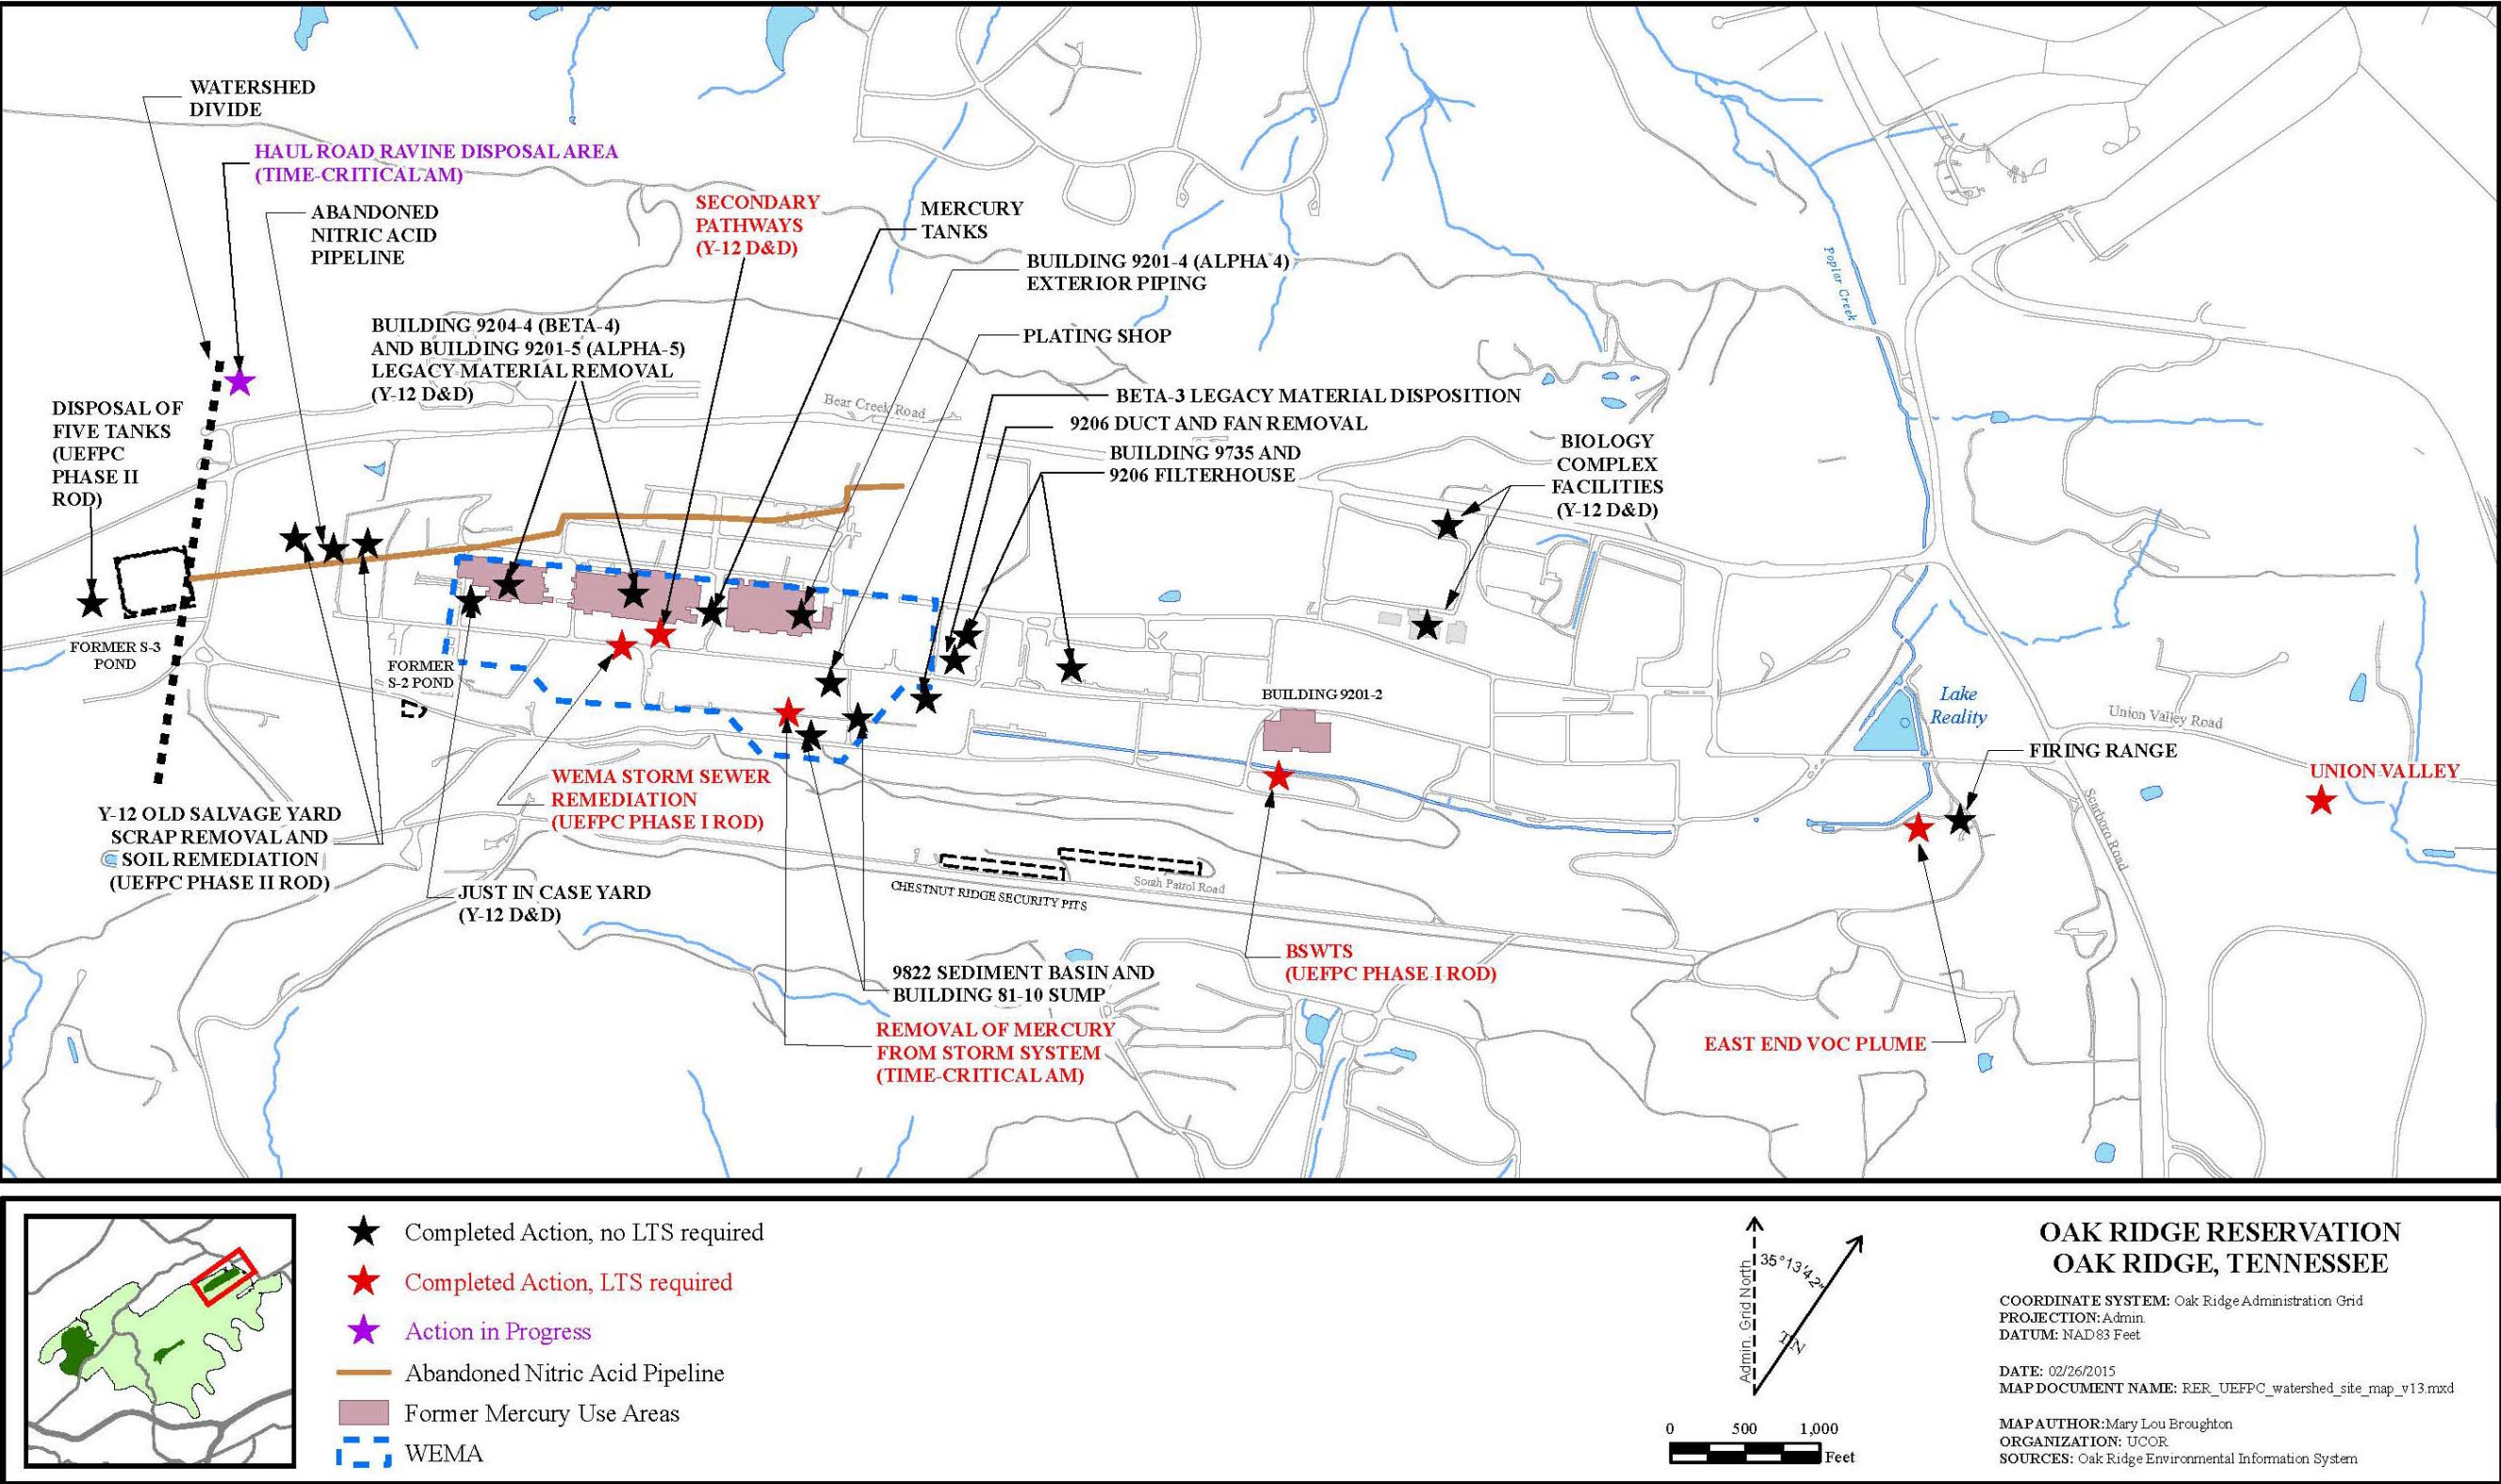 WATERSHED
DIVIDE
HAUL ROAD RAVINE DISPOSAL AREA
(TIME-CRITICAL AM)
ABANDONED
NITRIC ACID
PIPELINE
SECONDARY
PATHWAYS
(Y-12 D&D)
MERCURY
TANKS
BUILDING 9201-4 (ALPHA 4)
EXTERIOR PIPING
Poplar Creek
BUILDING 9204-4 (BETA-4)
AND BUILDING 9201-5 (ALPHA-5)
LEGACY MATERIAL REMOVAL
(Y-12 D&D)
PLATING SHOP
DISPOSAL OF
FIVE TANKS
(UEFPC
PHASE II
ROD)
Bear Creek Road
BETA-3 LEGACY MATERIAL DISPOSITION
9206 DUCT AND FAN REMOVAL
BUILDING 9735 AND
9206 FILTERHOUSE
BIOLOGY
COMPLEX
FACILITIES
(Y-12 D&D)
FORMER S-3
POND
FORMER
S-2 POND
BUILDING 9201-2
Lake
Reality
Union Valley Road
FIRING RANGE
UNION VALLEY
Scarboro Road
WEMA STORM SEWER
REMEDIATION
(UEFPC PHASE I ROD)
Y-12 OLD SALVAGE YARD
SCRAP REMOVAL AND
SOIL REMEDIATION
(UEFPC PHASE II ROD)
JUST IN CASE YARD
(Y-12 D&D)
CHESTNUT RIDGE SECURITY PITS
South Patrol Road
9822 SEDIMENT BASIN AND
BUILDING 81-10 SUMP
BSWTS
(UEFPC PHASE I ROD)
REMOVAL OF MERCURY
FROM STORM SYSTEM
(TIME-CRITICAL AM)
EAST END VOC PLUME
Completed Action, no LTS required
Completed Action, LTS required
Action in Progress
Abandoned Nitric Acid Pipeline
Former Mercury Use Areas
WEMA
Admin. Grid North
35°13'4.2"
TN
0 500 1,000
Feet
OAK RIDGE RESERVATION
OAK RIDGE, TENNESSEE
COORDINATE SYSTEM: Oak Ridge Administration Grid
PROJECTION: Admin.
DATUM: NAD83 Feet
DATE: 02/26/2015
MAP DOCUMENT NAME: RER_UEFPC_watershed_site_map_v13.mxd
MAP AUTHOR: Mary Lou Broughton
ORGANIZATION: UCOR
SOURCES: Oak Ridge Environmental Information System